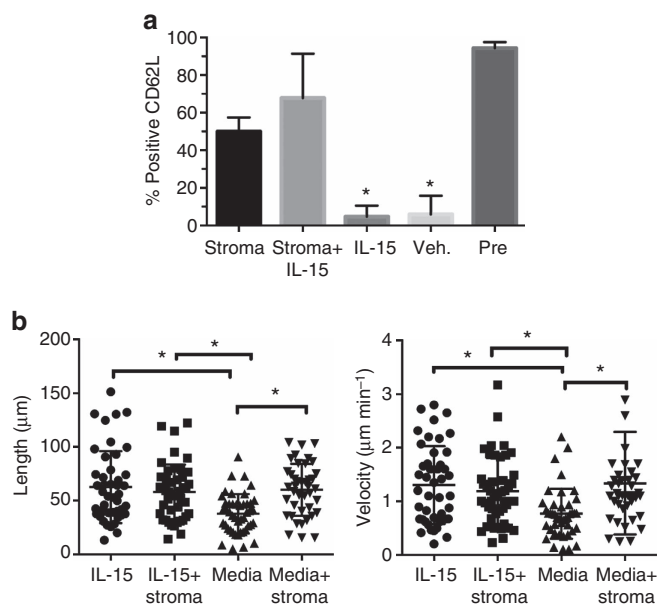 a
% Positive CD62L
100
80
60
40
20
0
* *
Stroma Stroma+ IL-15 Veh. Pre
IL-15
b
Length (μm)
200
150
100
50
0
* * *
IL-15 IL-15+ Media Media+
stroma stroma
Velocity (μm min⁻¹)
4
3
2
1
0
* * *
IL-15 IL-15+ Media Media+
stroma stroma